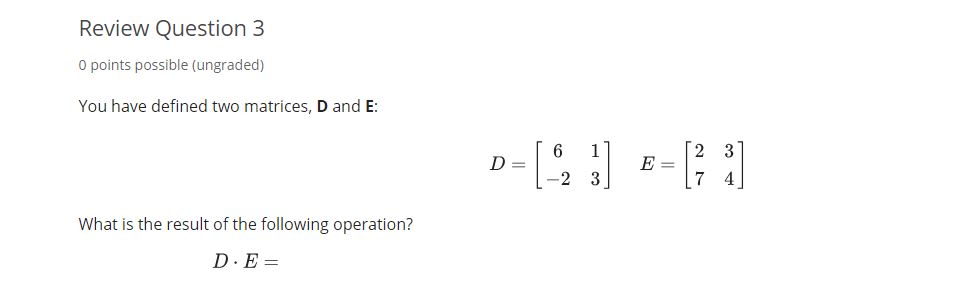 Review Question 3
0 points possible (ungraded)
You have defined two matrices, D and E:
D = [ 6 1 ] E = [ 2 3 ]
[ −2 3 ] [ 7 4 ]
What is the result of the following operation?
D · E =